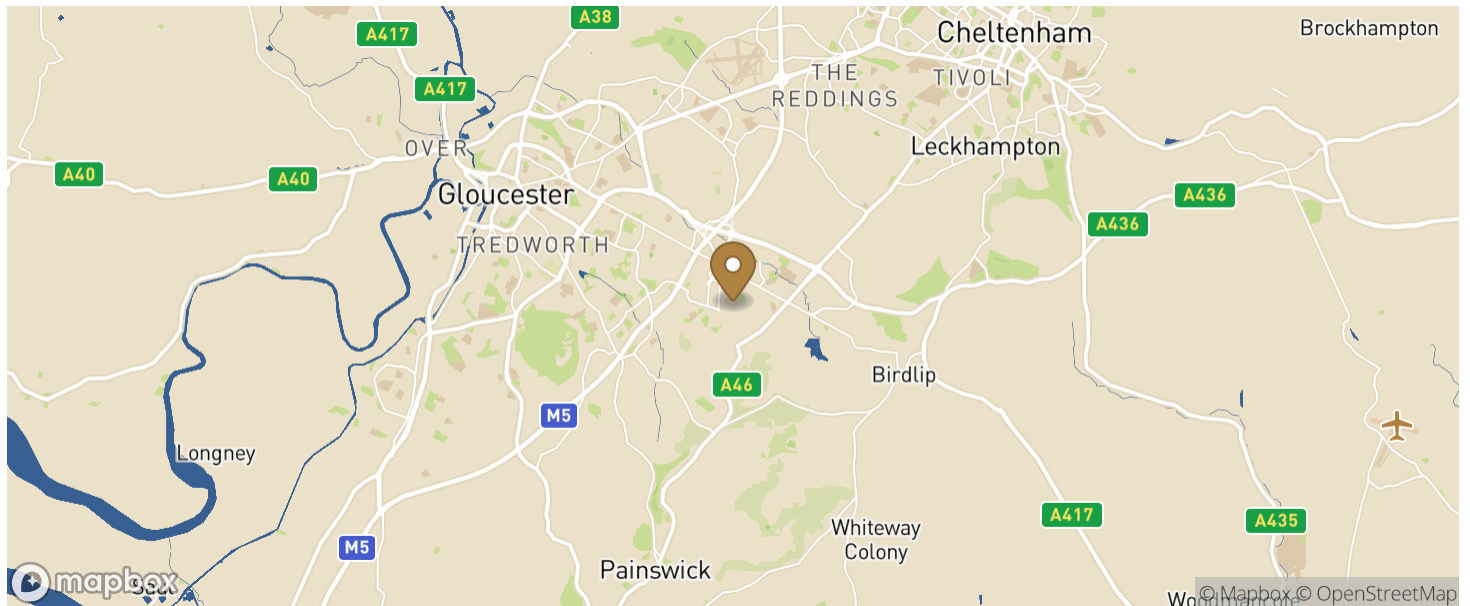 A38
A417
Cheltenham
Brockhampton
THE
REDDINGS
TIVOLI
A417
OVER
Leckhampton
A40
A40
Gloucester
A436
A436
TREDWORTH
A46
Birdlip
M5
Longney
A417
A435
Whiteway
Colony
M5
Painswick
mapbox
© Mapbox © OpenStreetMap